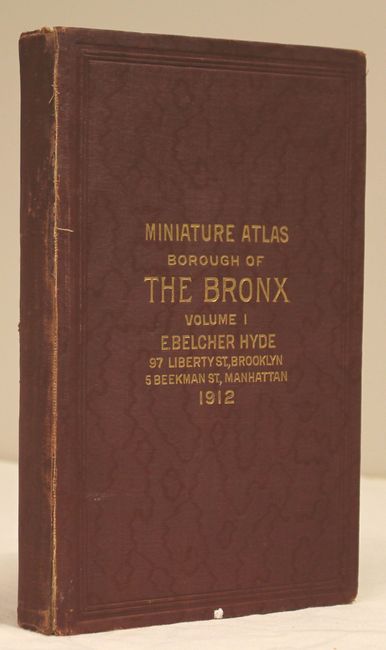 MINIATURE ATLAS
BOROUGH OF
THE BRONX
VOLUME I
E.BELCHER HYDE
97 LIBERTY ST., BROOKLYN
5 BEEKMAN ST., MANHATTAN
1912